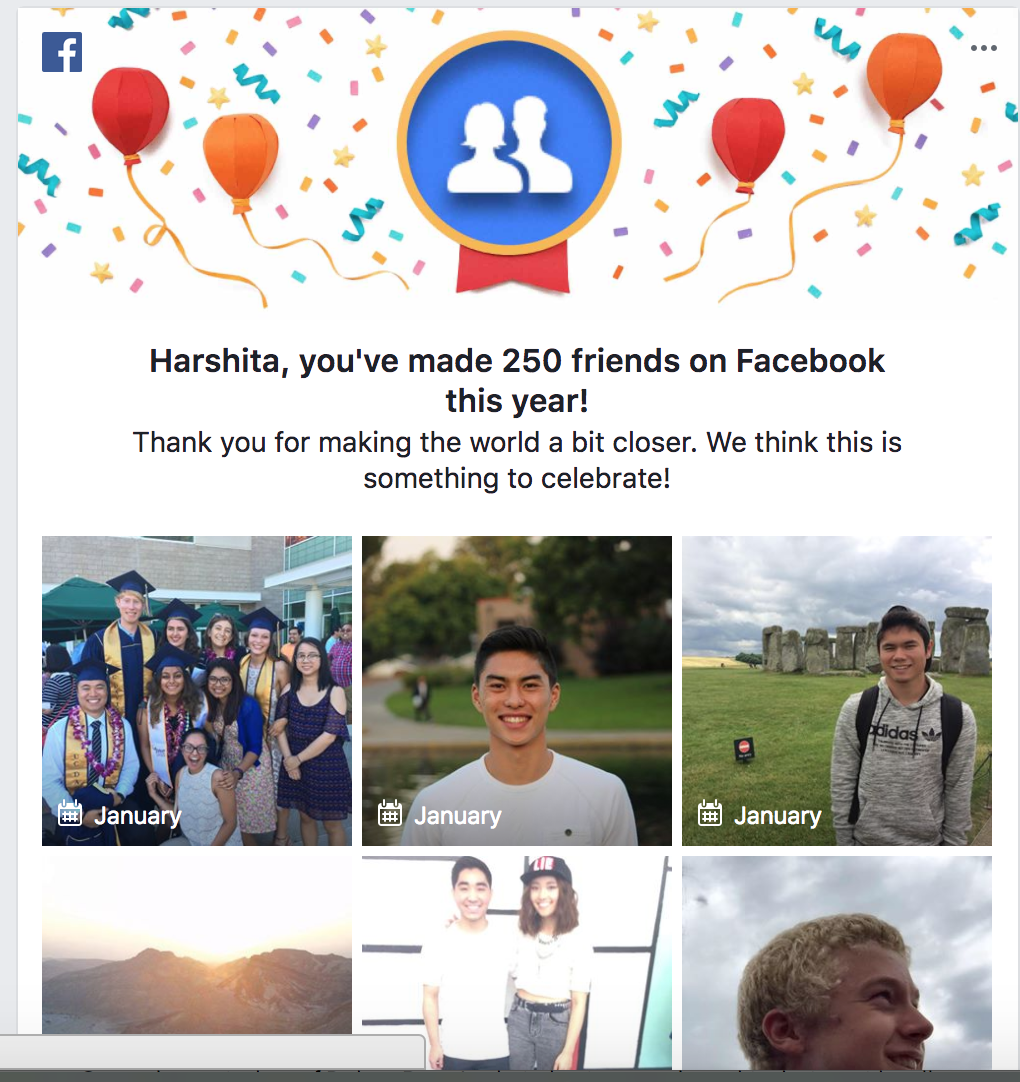 Harshita, you've made 250 friends on Facebook
this year!
Thank you for making the world a bit closer. We think this is
something to celebrate!
adidas
January
January
January